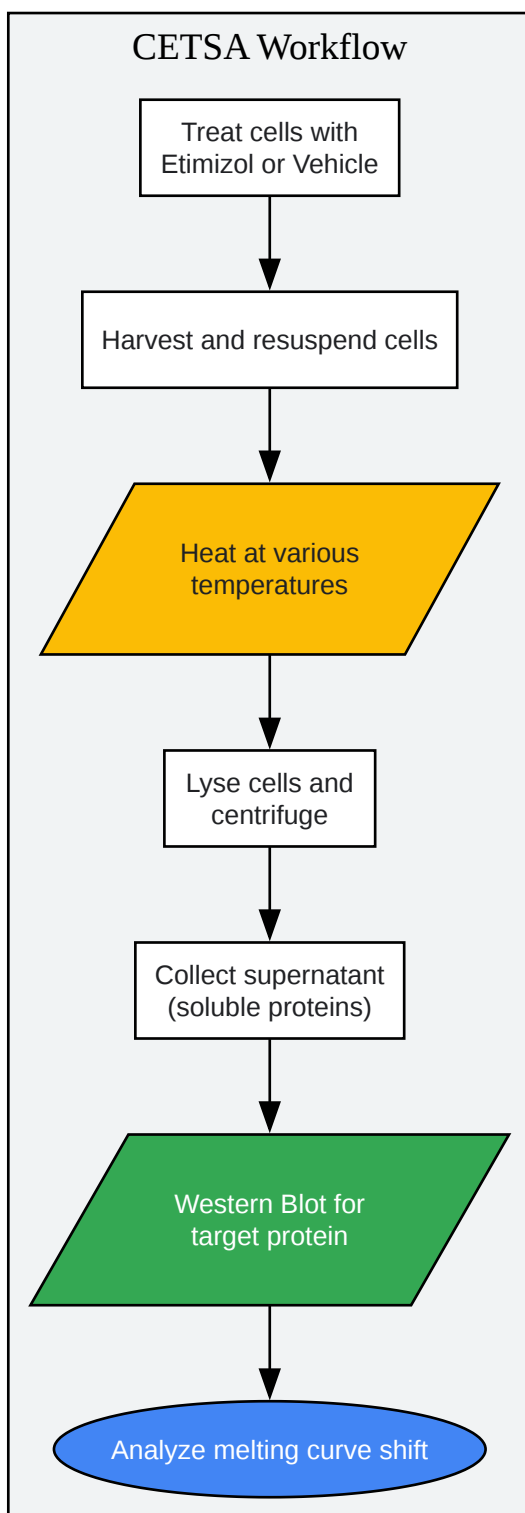 CETSA Workflow
Treat cells with
Etimizol or Vehicle
Harvest and resuspend cells
Heat at various
temperatures
Lyse cells and
centrifuge
Collect supernatant
(soluble proteins)
Western Blot for
target protein
Analyze melting curve shift